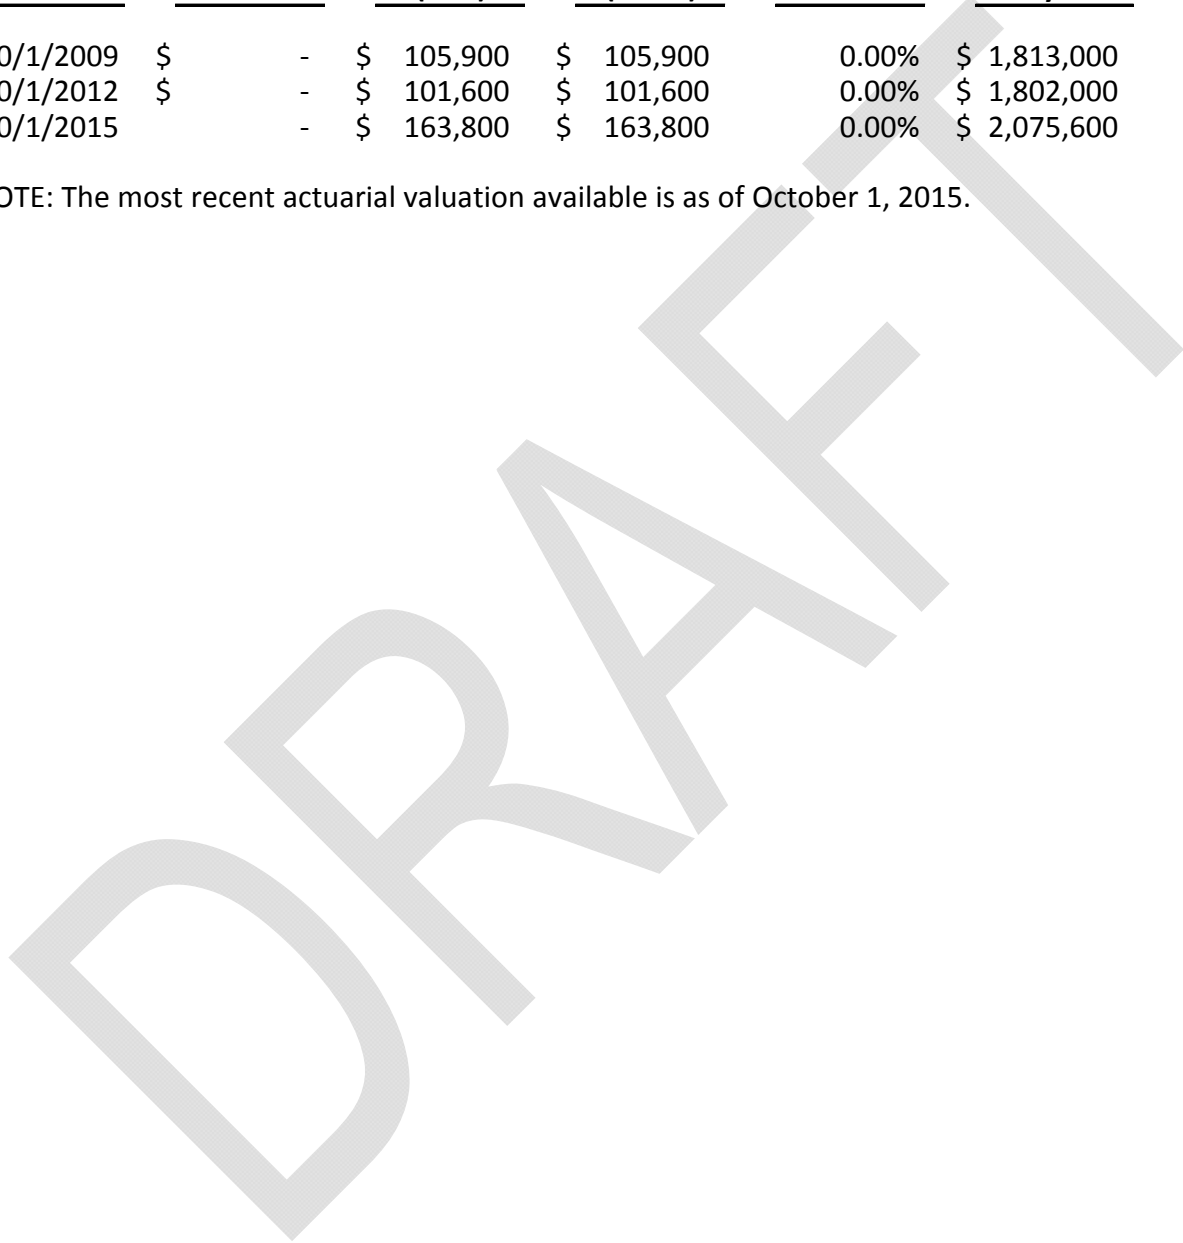 0/1/2009 $ - $ 105,900 $ 105,900 0.00% $ 1,813,000
0/1/2012 $ - $ 101,600 $ 101,600 0.00% $ 1,802,000
0/1/2015 - $ 163,800 $ 163,800 0.00% $ 2,075,600
OTE: The most recent actuarial valuation available is as of October 1, 2015.
DRAFT